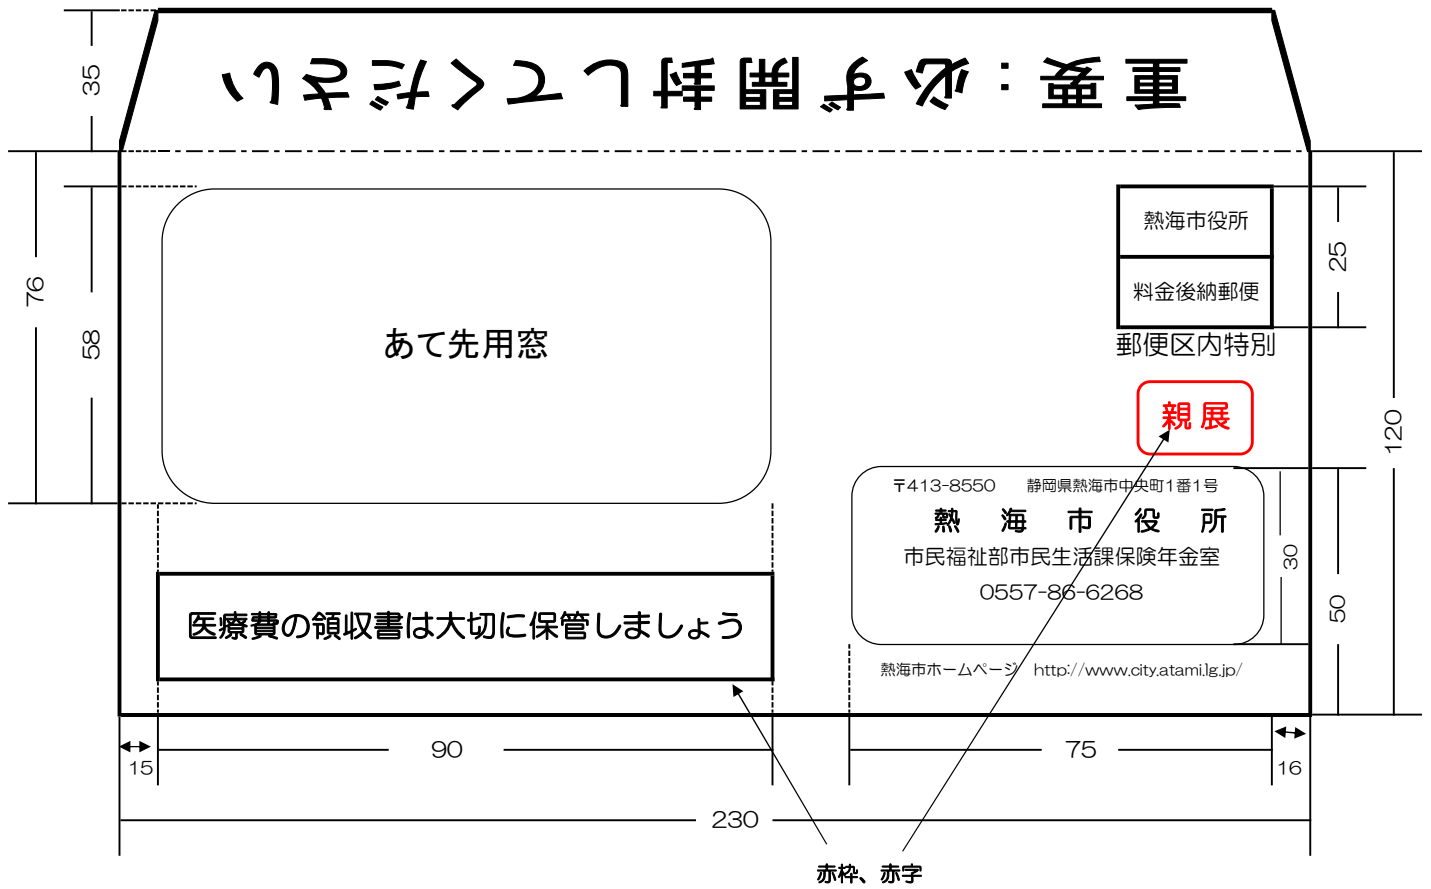 重要：必ず開封してください
35
76
58
あて先用窓
熱海市役所
料金後納郵便
郵便区内特別
25
親展
120
〒413-8550 静岡県熱海市中央町1番1号
熱海市役所
市民福祉部市民生活課保険年金室
0557-86-6268
30
50
医療費の領収書は大切に保管しましょう
熱海市ホームページ http://www.city.atami.lg.jp/
15
90
75
16
230
赤枠、赤字